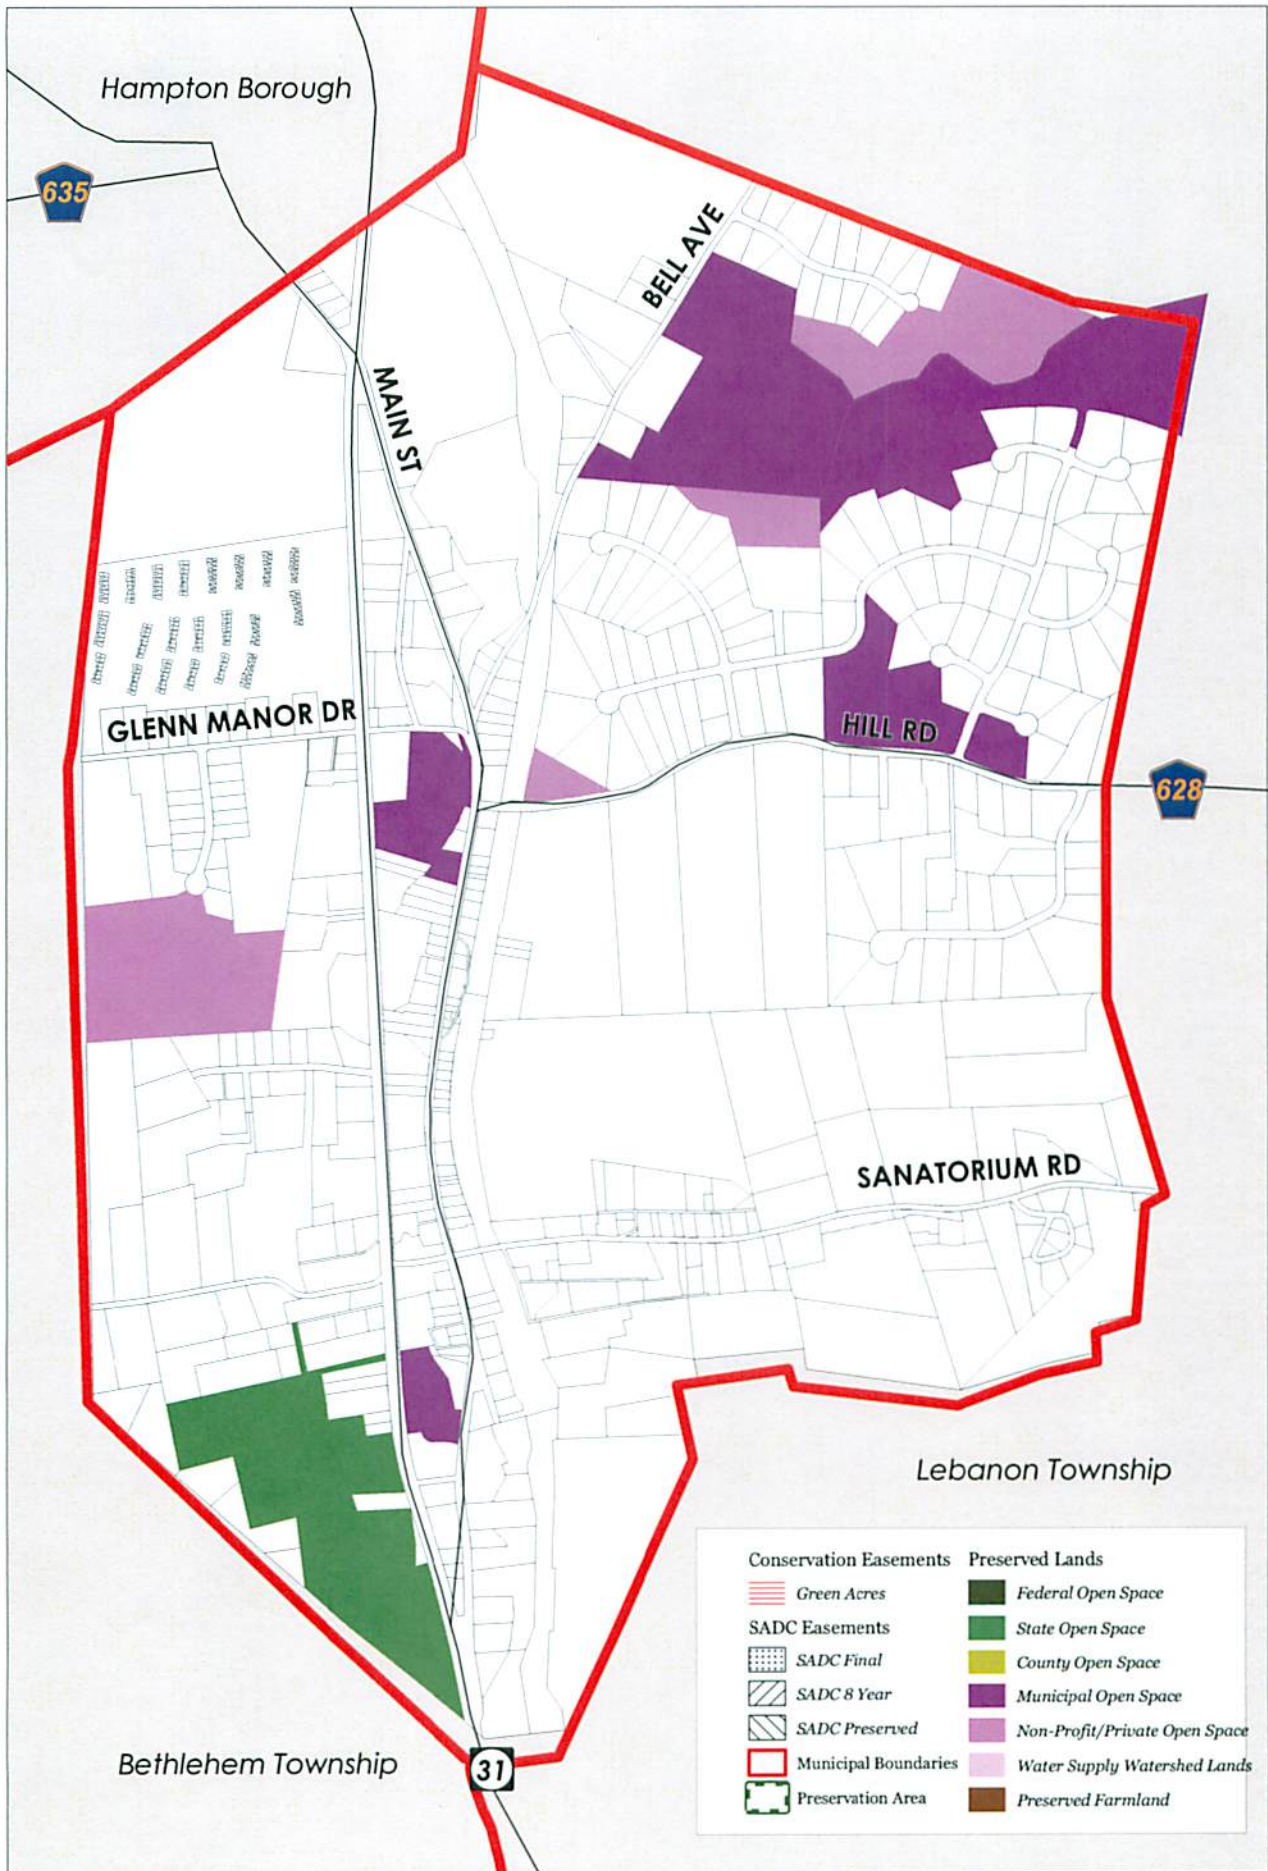 Hampton Borough
635
BELL AVE
MAIN ST
GLENN MANOR DR
HILL RD
628
SANATORIUM RD
Lebanon Township
Bethlehem Township
31
Conservation Easements
Green Acres
SADC Easements
SADC Final
SADC 8 Year
SADC Preserved
Municipal Boundaries
Preservation Area
Preserved Lands
Federal Open Space
State Open Space
County Open Space
Municipal Open Space
Non-Profit/Private Open Space
Water Supply Watershed Lands
Preserved Farmland